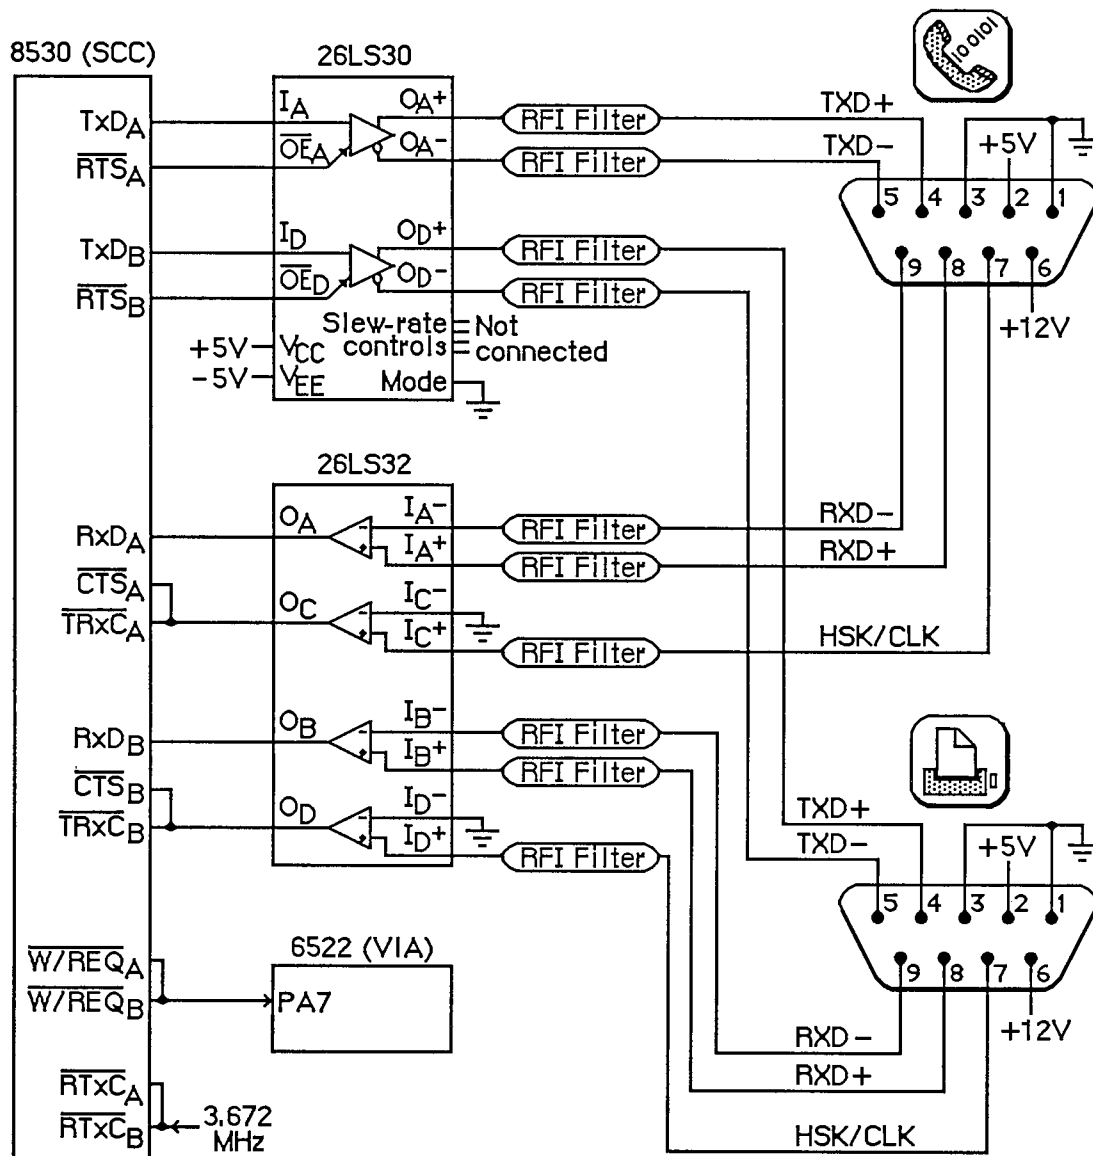 8530 (SCC)
26LS30
100101
TxDA
IA
OA+
RFI Filter
TXD+
RTSA
OEA
OA-
RFI Filter
TXD-
+5V
5 4 3 2 1
9 8 7 6
+12V
TxDB
ID
OD+
RFI Filter
RTSB
OED
OD-
RFI Filter
Slew-rate controls
Not connected
+5V
VCC
-5V
VEE
Mode
26LS32
RxDA
OA
IA-
RFI Filter
RXD-
IA+
RFI Filter
RXD+
CTSA
TRxCA
OC
IC-
IC+
RFI Filter
HSK/CLK
RxDB
OB
IB-
RFI Filter
IB+
RFI Filter
CTSB
TRxCB
OD
ID-
ID+
RFI Filter
TXD+
TXD-
+5V
5 4 3 2 1
9 8 7 6
+12V
RXD-
RXD+
HSK/CLK
W/REQA
W/REQB
6522 (VIA)
PA7
RTxCA
RTxCB
3.672
MHz